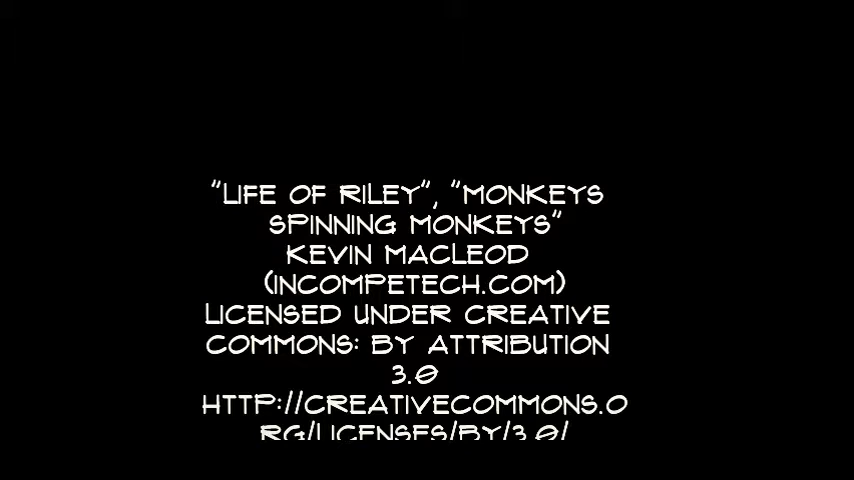 "LIFE OF RILEY", "MONKEYS
SPINNING MONKEYS"
KEVIN MACLEOD
(INCOMPETECH.COM)
LICENSED UNDER CREATIVE
COMMONS: BY ATTRIBUTION
3.0
HTTP://CREATIVECOMMONS.O
RG/LICENSES/BY/3.0/